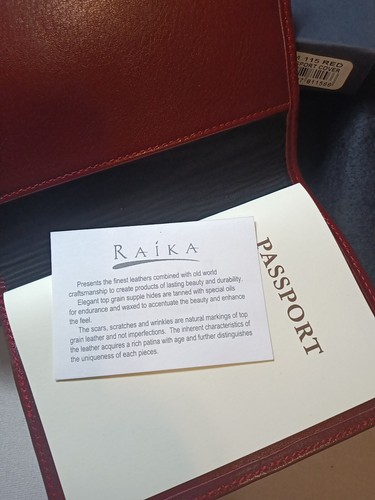 115 RED
PORT COVER
RAIKA
Presents the finest leathers combined with old world
craftsmanship to create products of lasting beauty and durability.
Elegant top grain supple hides are tanned with special oils
for endurance and waxed to accentuate the beauty and enhance
the feel.
The scars, scratches and wrinkles are natural markings of top
grain leather and not imperfections. The inherent characteristics of
the leather acquires a rich patina with age and further distinguishes
the uniqueness of each pieces.
PASSPORT